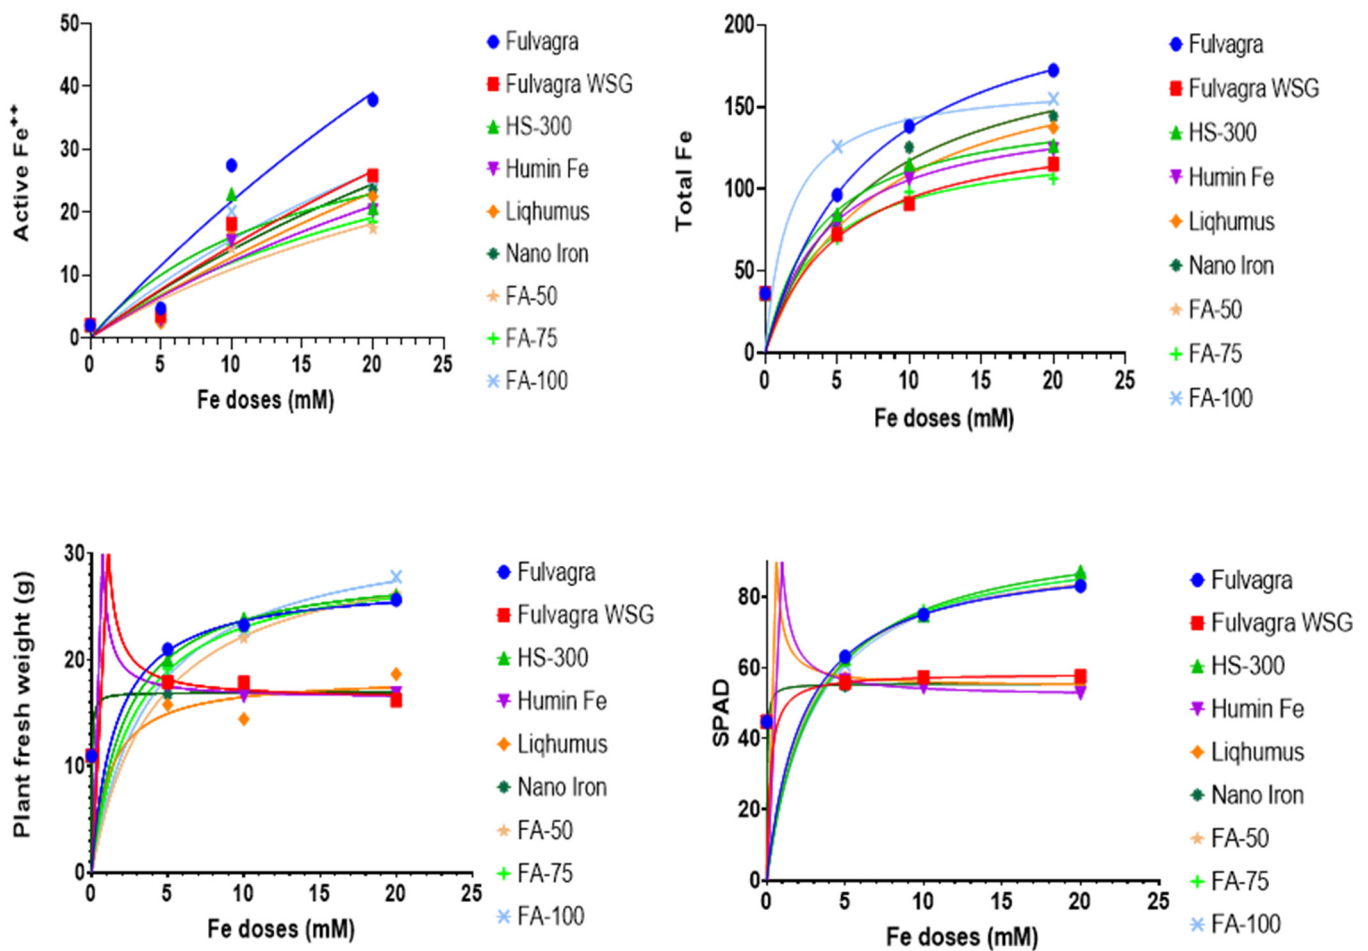 50
40
30
20
10
0
Active Fe++
0 5 10 15 20 25
Fe doses (mM)
Fulvagra
Fulvagra WSG
HS-300
Humin Fe
Liqhumus
Nano Iron
FA-50
FA-75
FA-100
200
150
100
50
0
Total Fe
0 5 10 15 20 25
Fe doses (mM)
Fulvagra
Fulvagra WSG
HS-300
Humin Fe
Liqhumus
Nano Iron
FA-50
FA-75
FA-100
30
20
10
0
Plant fresh weight (g)
0 5 10 15 20 25
Fe doses (mM)
Fulvagra
Fulvagra WSG
HS-300
Humin Fe
Liqhumus
Nano Iron
FA-50
FA-75
FA-100
80
60
40
20
0
SPAD
0 5 10 15 20 25
Fe doses (mM)
Fulvagra
Fulvagra WSG
HS-300
Humin Fe
Liqhumus
Nano Iron
FA-50
FA-75
FA-100